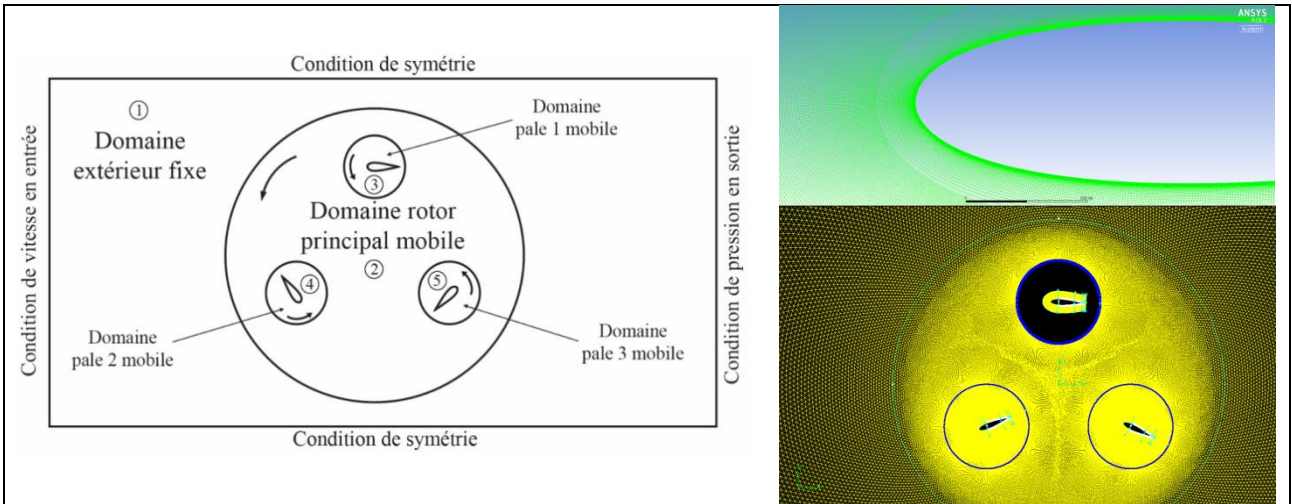 Condition de symétrie
①
Domaine
extérieur fixe
Condition de vitesse en entrée
Domaine
pale 1 mobile
③
Domaine rotor
principal mobile
②
④
⑤
Domaine
pale 2 mobile
Domaine
pale 3 mobile
Condition de pression en sortie
Condition de symétrie
ANSYS
Academic